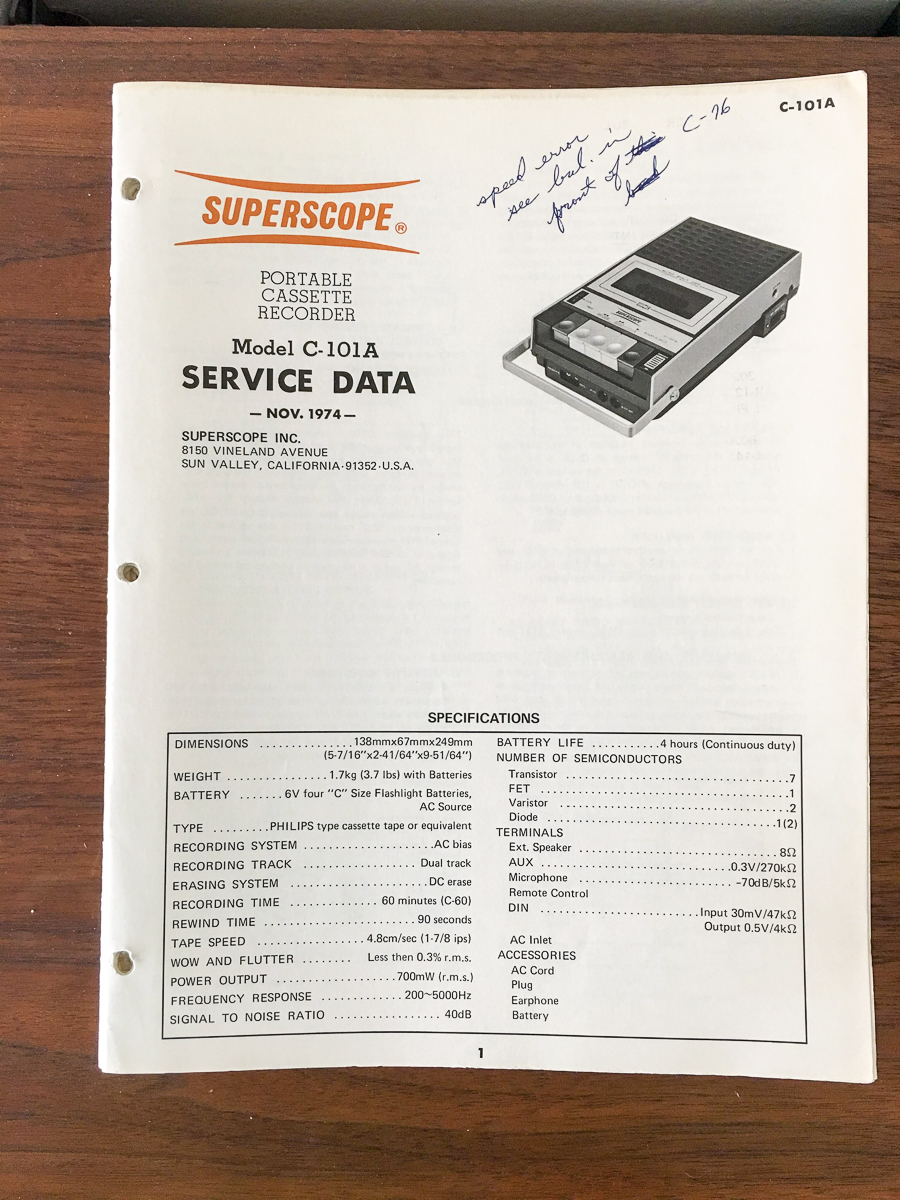 C-101A
speed error
see bul. in
front of this C-76
book
SUPERSCOPE®
PORTABLE
CASSETTE
RECORDER
Model C-101A
SERVICE DATA
— NOV. 1974 —
SUPERSCOPE INC.
8150 VINELAND AVENUE
SUN VALLEY, CALIFORNIA·91352·U.S.A.
SUPERSCOPE
SPECIFICATIONS
DIMENSIONS ...............138mmx67mmx249mm
(5-7/16"x2-41/64"x9-51/64")
WEIGHT ................1.7kg (3.7 lbs) with Batteries
BATTERY .......6V four "C" Size Flashlight Batteries,
AC Source
TYPE .........PHILIPS type cassette tape or equivalent
RECORDING SYSTEM .....................AC bias
RECORDING TRACK .................. Dual track
ERASING SYSTEM ......................DC erase
RECORDING TIME .............. 60 minutes (C-60)
REWIND TIME ........................90 seconds
TAPE SPEED .................4.8cm/sec (1-7/8 ips)
WOW AND FLUTTER ........ Less then 0.3% r.m.s.
POWER OUTPUT ...................700mW (r.m.s.)
FREQUENCY RESPONSE .............200~5000Hz
SIGNAL TO NOISE RATIO ................. 40dB
BATTERY LIFE ...........4 hours (Continuous duty)
NUMBER OF SEMICONDUCTORS
Transistor ...................................7
FET .......................................1
Varistor ....................................2
Diode ....................................1(2)
TERMINALS
Ext. Speaker ................................8Ω
AUX ..............................0.3V/270kΩ
Microphone ........................–70dB/5kΩ
Remote Control
DIN .........................Input 30mV/47kΩ
Output 0.5V/4kΩ
AC Inlet
ACCESSORIES
AC Cord
Plug
Earphone
Battery
1